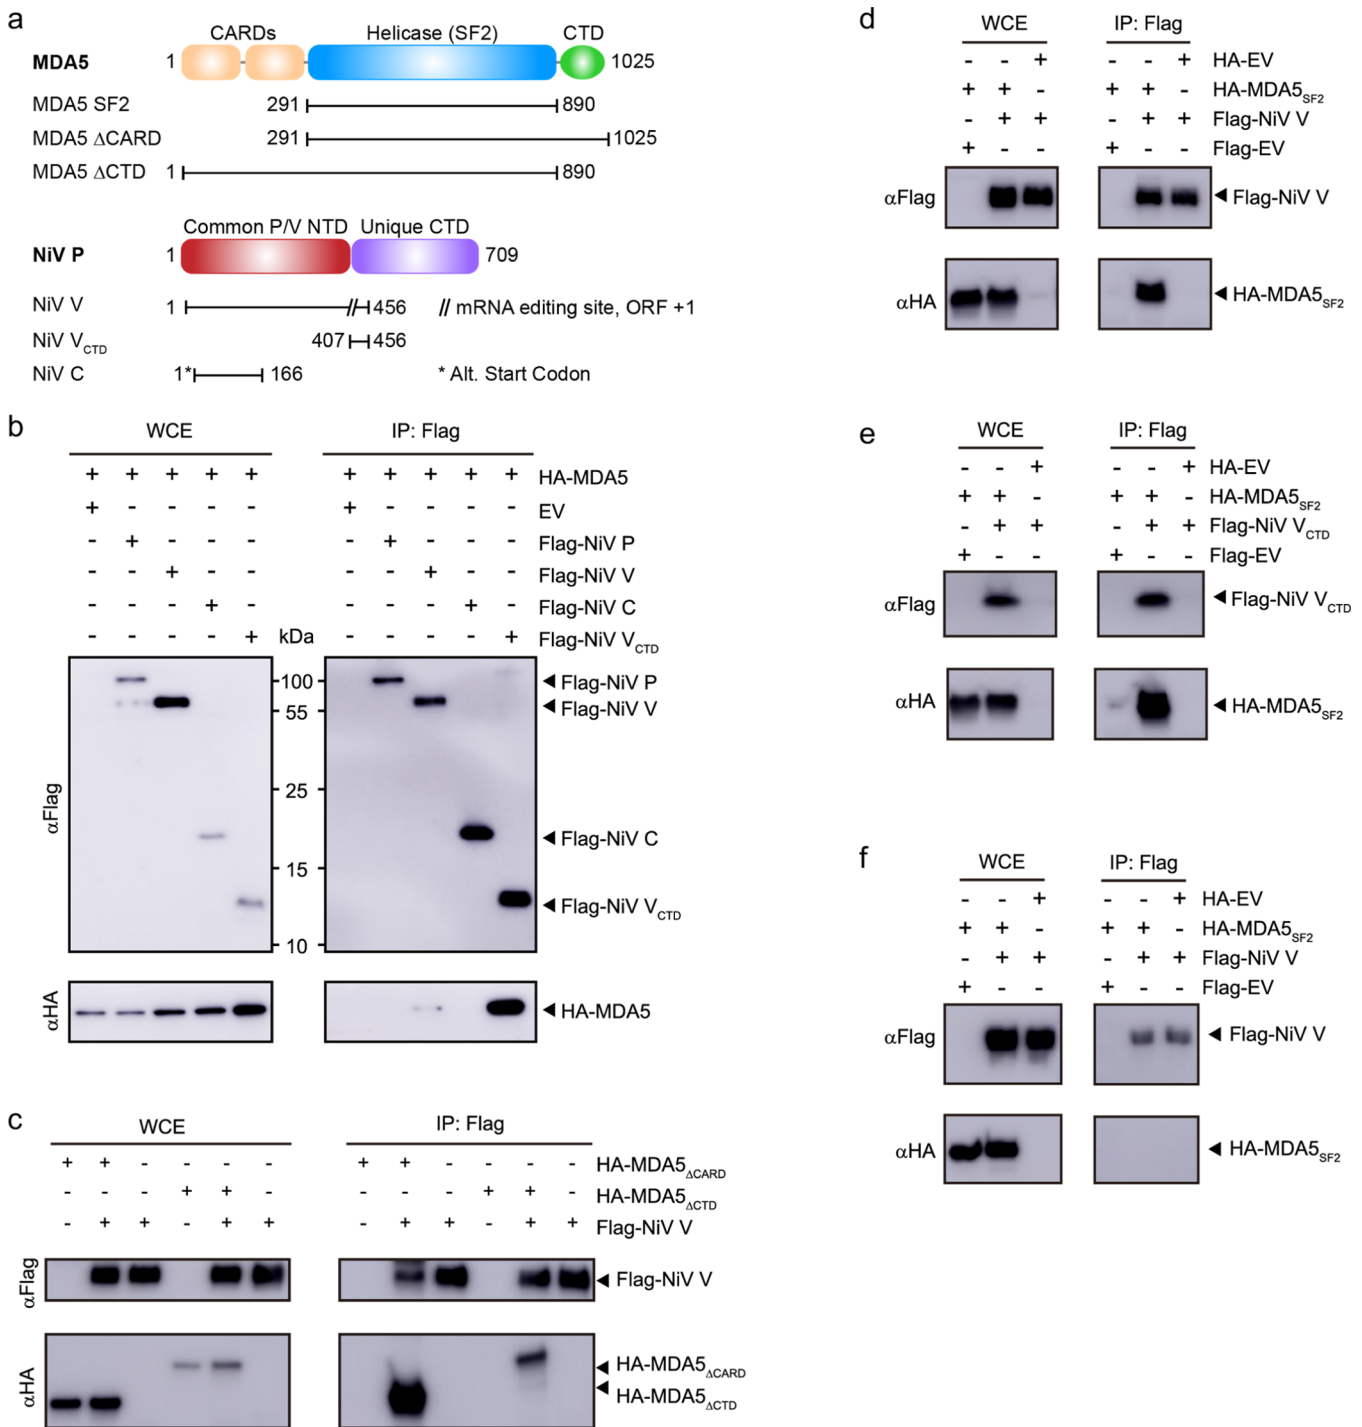 a
CARDs Helicase (SF2) CTD
MDA5 1 1025
MDA5 SF2 291 890
MDA5 ΔCARD 291 1025
MDA5 ΔCTD 1 890
Common P/V NTD Unique CTD
NiV P 1 709
NiV V 1 // 456 // mRNA editing site, ORF +1
NiV VCTD 407 456
NiV C 1* 166 * Alt. Start Codon
b
WCE IP: Flag
+ + + + + + + + + + HA-MDA5
+ - - - - + - - - - EV
- + - - - - + - - - Flag-NiV P
- - + - - - - + - - Flag-NiV V
- - - + - - - - + - Flag-NiV C
- - - - + kDa - - - - + Flag-NiV VCTD
αFlag
100 Flag-NiV P
55 Flag-NiV V
25
Flag-NiV C
15
Flag-NiV VCTD
10
αHA HA-MDA5
c
WCE IP: Flag
+ + - - - - + + - - - - HA-MDA5ΔCARD
- - - + + - - - - + + - HA-MDA5ΔCTD
- + + - + + - + + - + + Flag-NiV V
αFlag Flag-NiV V
αHA HA-MDA5ΔCARD
HA-MDA5ΔCTD
d
WCE IP: Flag
- - + - - + HA-EV
+ + - + + - HA-MDA5SF2
- + + - + + Flag-NiV V
+ - - + - - Flag-EV
αFlag Flag-NiV V
αHA HA-MDA5SF2
e
WCE IP: Flag
- - + - - + HA-EV
+ + - + + - HA-MDA5SF2
- + + - + + Flag-NiV VCTD
+ - - + - - Flag-EV
αFlag Flag-NiV VCTD
αHA HA-MDA5SF2
f
WCE IP: Flag
- - + - - + HA-EV
+ + - + + - HA-MDA5SF2
- + + - + + Flag-NiV V
+ - - + - - Flag-EV
αFlag Flag-NiV V
αHA HA-MDA5SF2